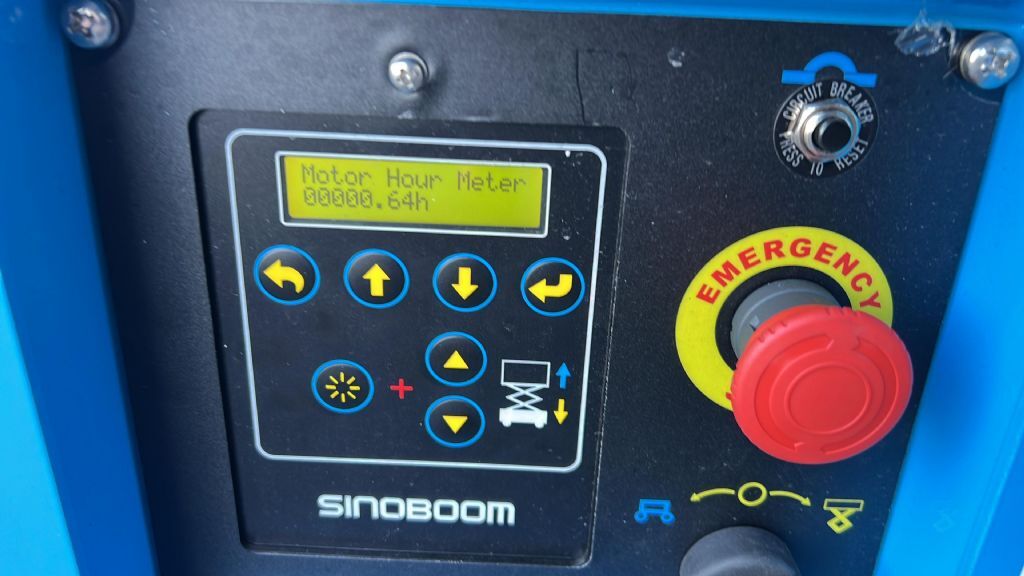 Motor Hour Meter
00000.64h
SINOBOOM
CIRCUIT BREAKER
PRESS TO RESET
EMERGENCY